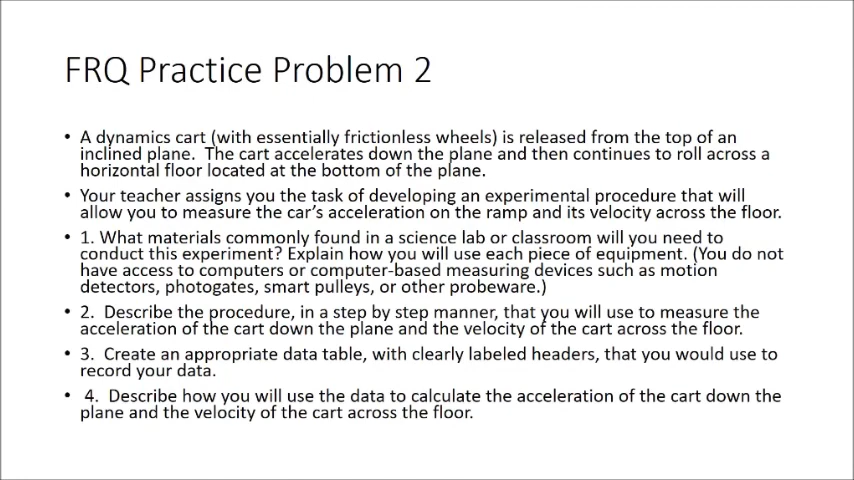 FRQ Practice Problem 2
• A dynamics cart (with essentially frictionless wheels) is released from the top of an
inclined plane.  The cart accelerates down the plane and then continues to roll across a
horizontal floor located at the bottom of the plane.
• Your teacher assigns you the task of developing an experimental procedure that will
allow you to measure the car's acceleration on the ramp and its velocity across the floor.
• 1. What materials commonly found in a science lab or classroom will you need to
conduct this experiment? Explain how you will use each piece of equipment. (You do not
have access to computers or computer-based measuring devices such as motion
detectors, photogates, smart pulleys, or other probeware.)
• 2.  Describe the procedure, in a step by step manner, that you will use to measure the
acceleration of the cart down the plane and the velocity of the cart across the floor.
• 3.  Create an appropriate data table, with clearly labeled headers, that you would use to
record your data.
•  4.  Describe how you will use the data to calculate the acceleration of the cart down the
plane and the velocity of the cart across the floor.